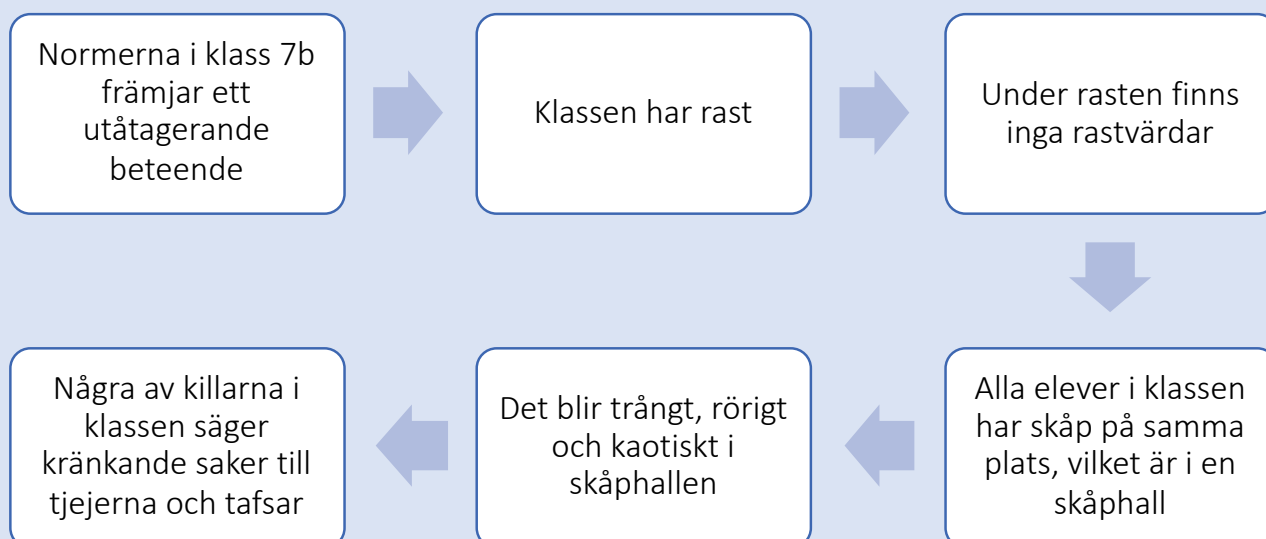 Normerna i klass 7b
främjar ett
utåtagerande
beteende
Klassen har rast
Under rasten finns
inga rastvärdar
Alla elever i klassen
har skåp på samma
plats, vilket är i en
skåphall
Det blir trångt, rörigt
och kaotiskt i
skåphallen
Några av killarna i
klassen säger
kränkande saker till
tjejerna och tafsar